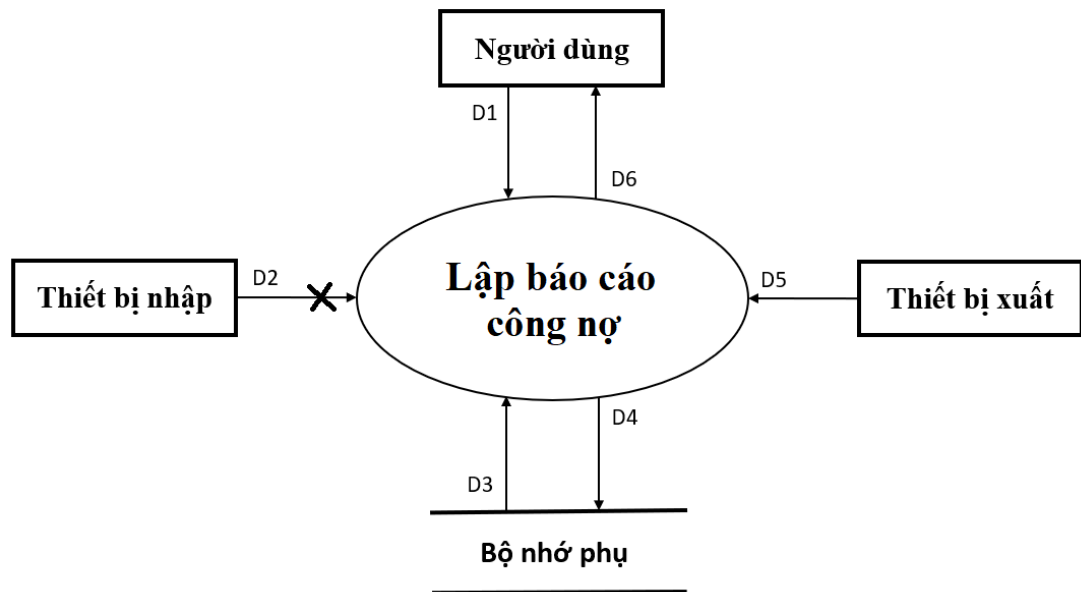 Người dùng
D1
D6
Thiết bị nhập
D2
Lập báo cáo
công nợ
D5
Thiết bị xuất
D4
D3
Bộ nhớ phụ